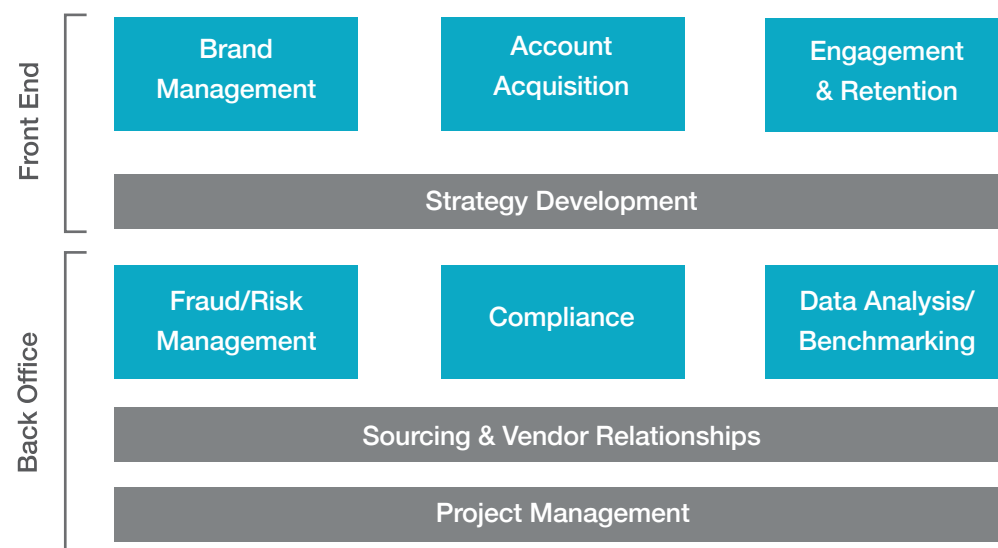 Front End
Brand
Management
Account
Acquisition
Engagement
& Retention
Strategy Development
Back Office
Fraud/Risk
Management
Compliance
Data Analysis/
Benchmarking
Sourcing & Vendor Relationships
Project Management